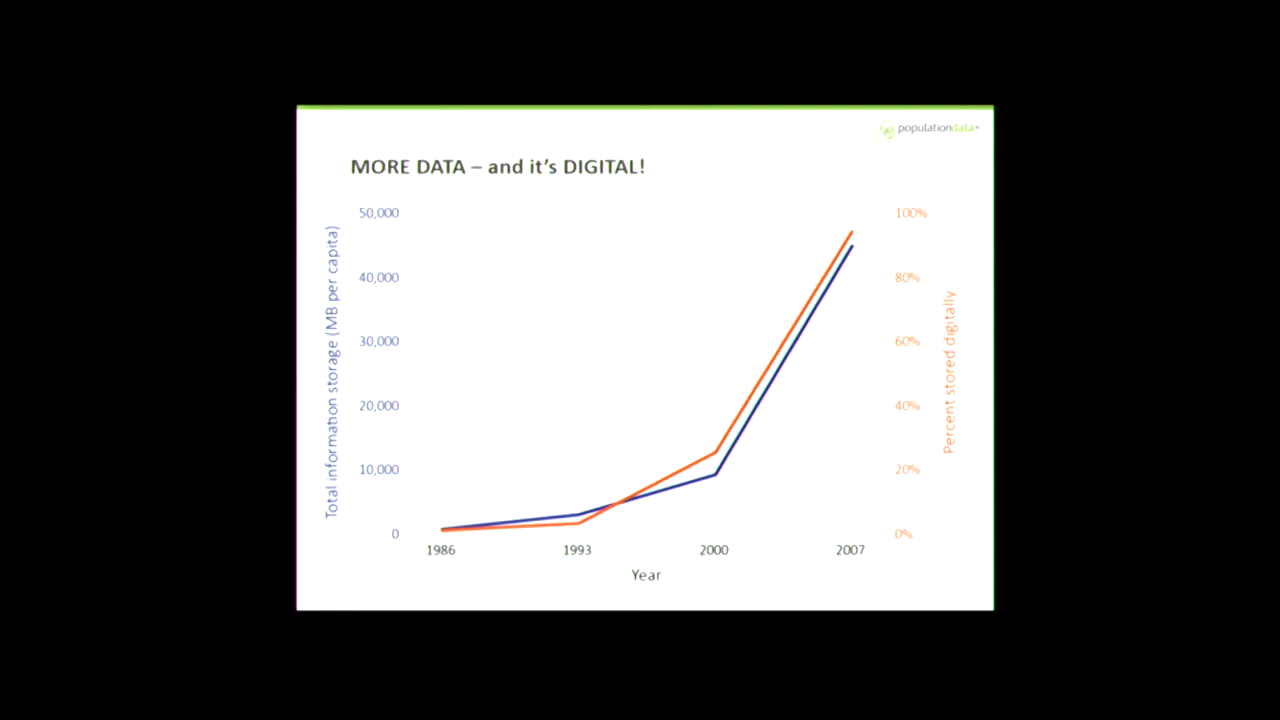 populationdata
MORE DATA – and it's DIGITAL!
Total information storage (MB per capita)
50,000
40,000
30,000
20,000
10,000
0
100%
80%
60%
40%
20%
0%
Percent stored digitally
1986 1993 2000 2007
Year